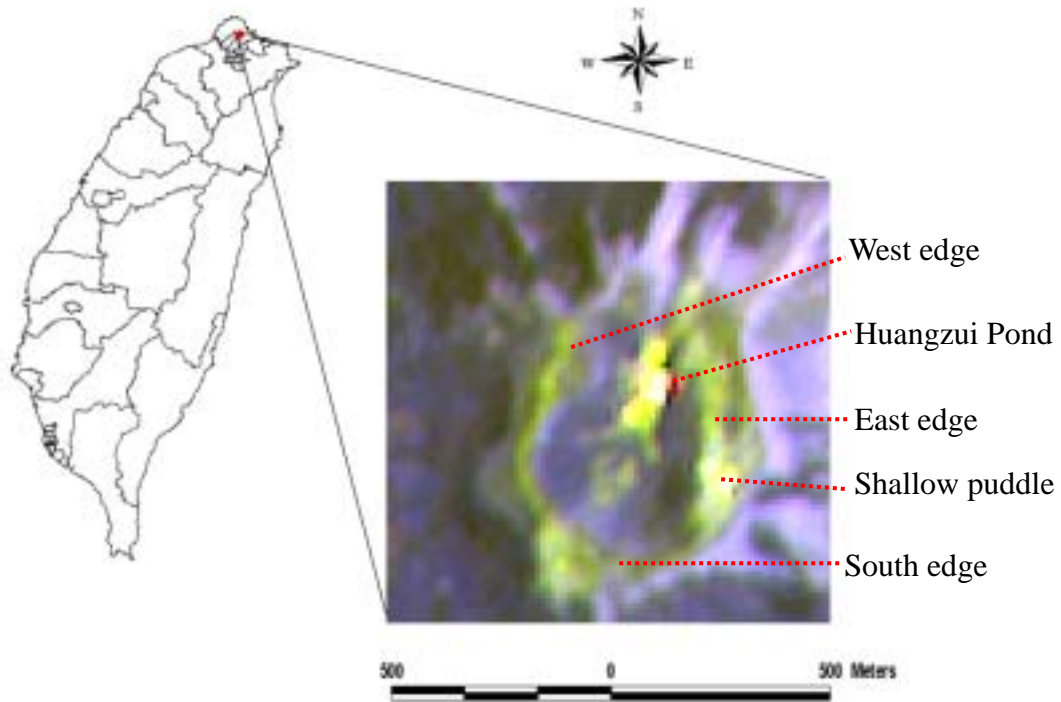 N
W E
S
West edge
Huangzui Pond
East edge
Shallow puddle
South edge
500 0 500 Meters